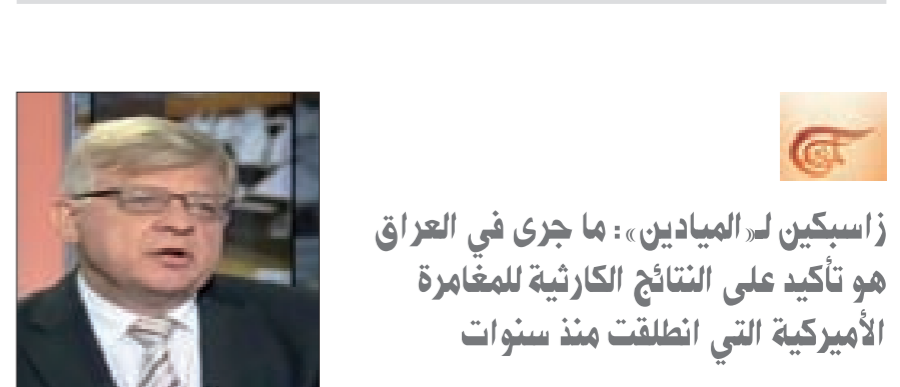 زاسبكين لـ«الميادين»: ما جرى في العراق
هو تأكيد على النتائج الكارثية للمغامرة
الأميركية التي انطلقت منذ سنوات